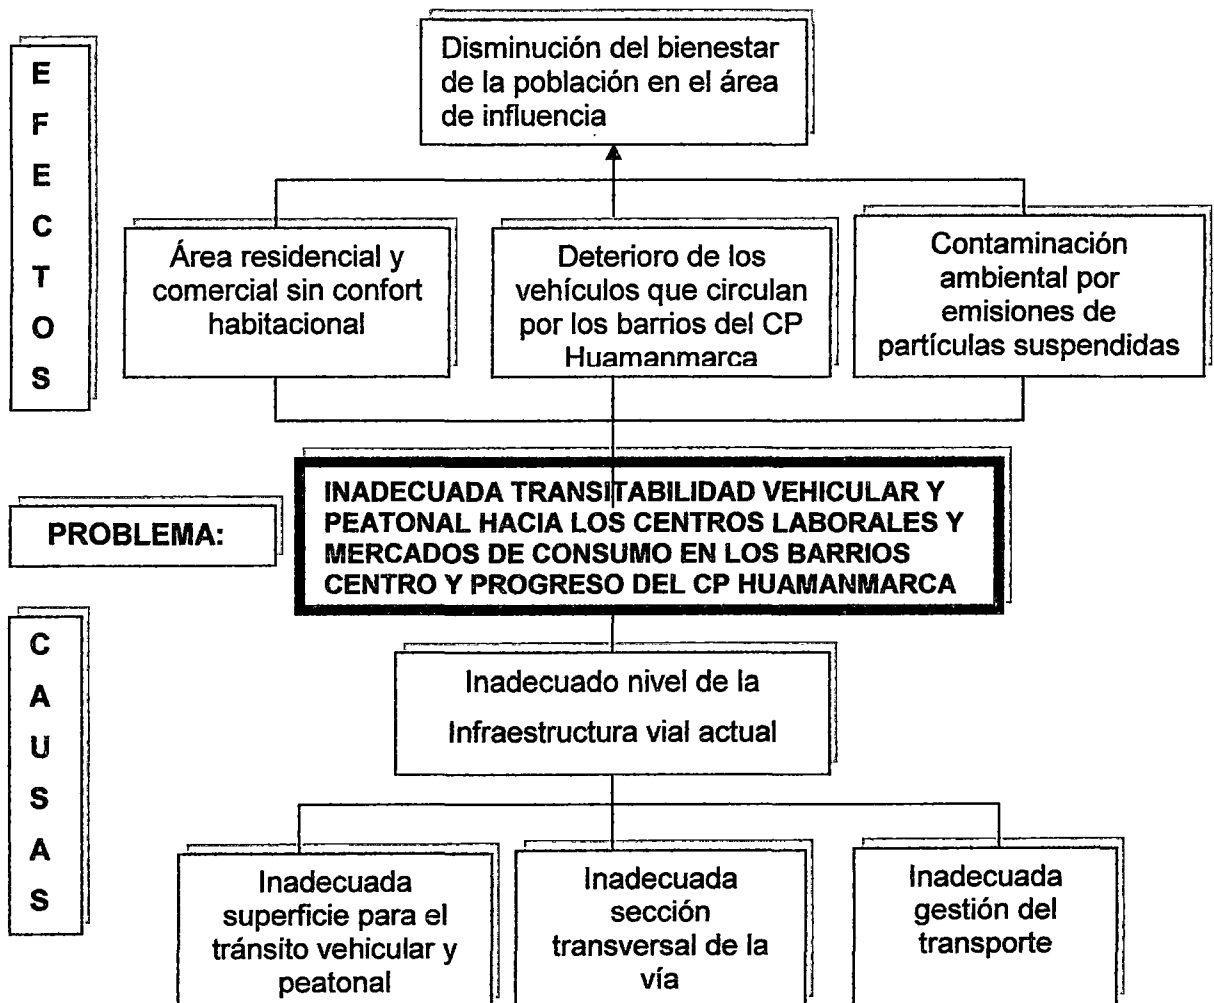 E
F
E
C
T
O
S
Disminución del bienestar
de la población en el área
de influencia
Área residencial y
comercial sin confort
habitacional
Deterioro de los
vehículos que circulan
por los barrios del CP
Huamanmarca
Contaminación
ambiental por
emisiones de
partículas suspendidas
PROBLEMA:
INADECUADA TRANSITABILIDAD VEHICULAR Y
PEATONAL HACIA LOS CENTROS LABORALES Y
MERCADOS DE CONSUMO EN LOS BARRIOS
CENTRO Y PROGRESO DEL CP HUAMANMARCA
C
A
U
S
A
S
Inadecuado nivel de la
Infraestructura vial actual
Inadecuada
superficie para el
tránsito vehicular y
peatonal
Inadecuada
sección
transversal de la
vía
Inadecuada
gestión del
transporte